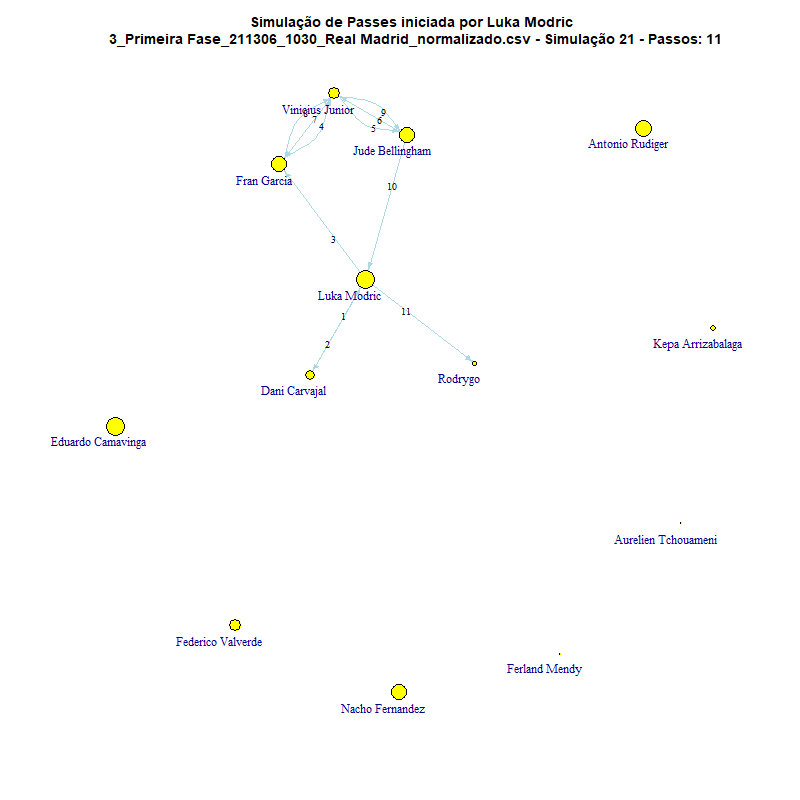 Simulação de Passes iniciada por Luka Modric
3_Primeira Fase_211306_1030_Real Madrid_normalizado.csv - Simulação 21 - Passos: 11
Vinicius Junior
8
7
4
9
6
5
Jude Bellingham
Antonio Rudiger
Fran Garcia
10
3
Luka Modric
11
1
Kepa Arrizabalaga
2
Rodrygo
Dani Carvajal
Eduardo Camavinga
Aurelien Tchouameni
Federico Valverde
Ferland Mendy
Nacho Fernandez